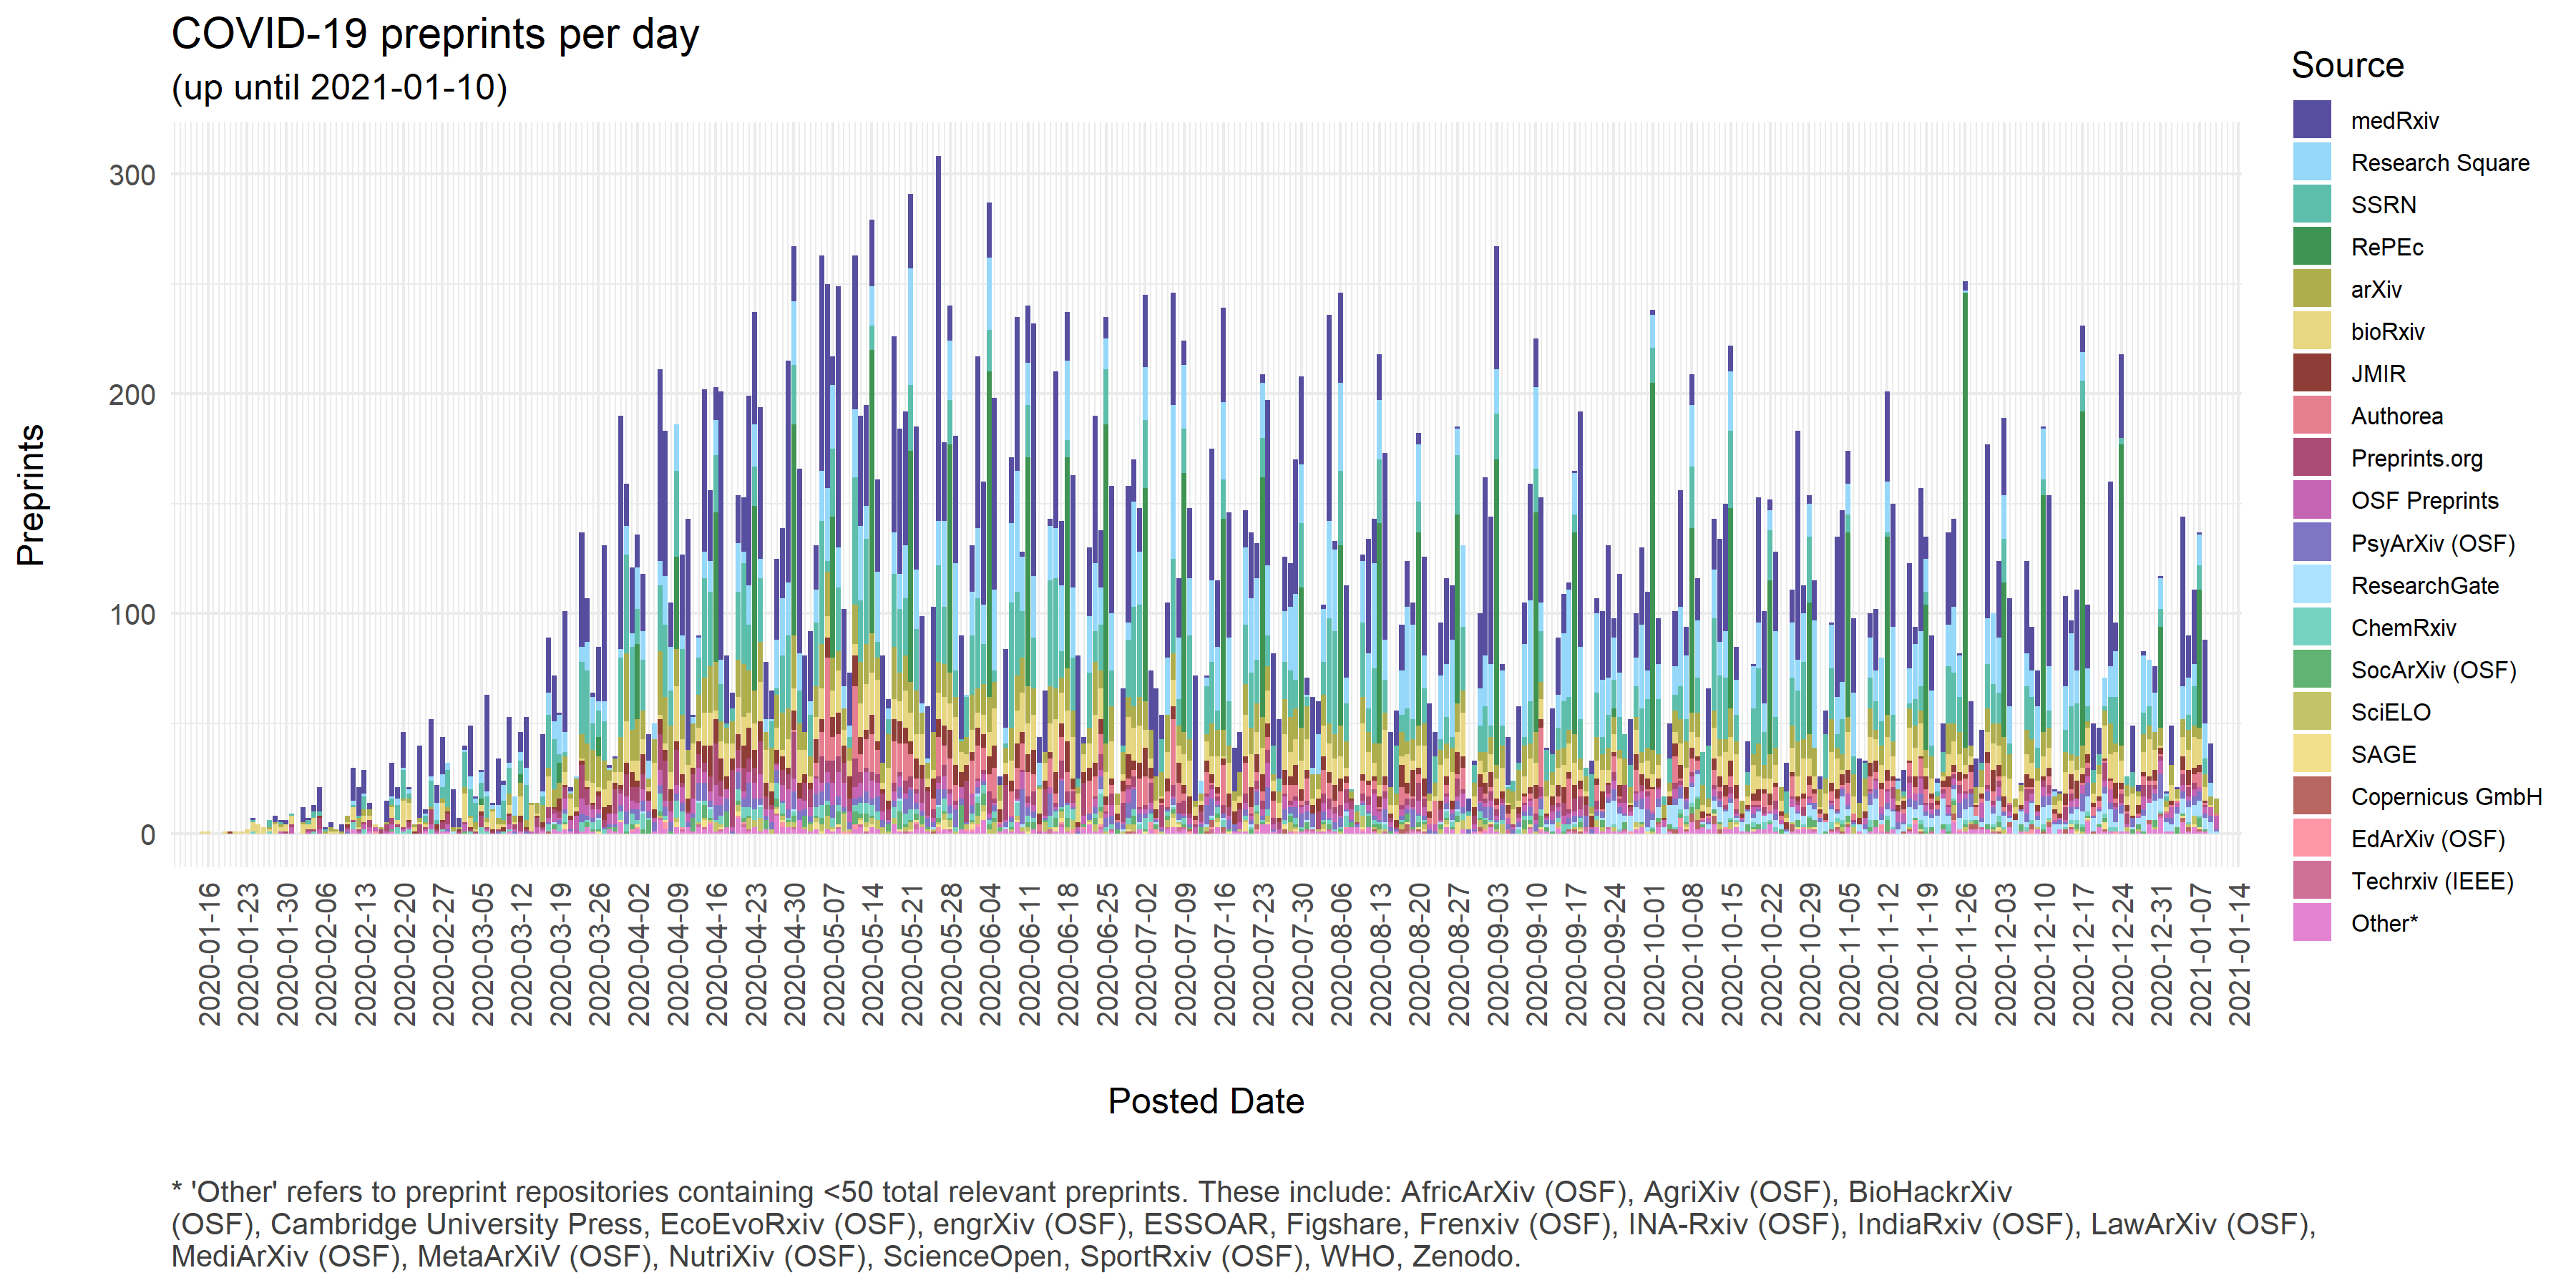 COVID-19 preprints per day
(up until 2021-01-10)
Source
medRxiv
Research Square
SSRN
RePEc
arXiv
bioRxiv
JMIR
Authorea
Preprints.org
OSF Preprints
PsyArXiv (OSF)
ResearchGate
ChemRxiv
SocArXiv (OSF)
SciELO
SAGE
Copernicus GmbH
EdArXiv (OSF)
Techrxiv (IEEE)
Other*
Preprints
300
200
100
0
2020-01-16
2020-01-23
2020-01-30
2020-02-06
2020-02-13
2020-02-20
2020-02-27
2020-03-05
2020-03-12
2020-03-19
2020-03-26
2020-04-02
2020-04-09
2020-04-16
2020-04-23
2020-04-30
2020-05-07
2020-05-14
2020-05-21
2020-05-28
2020-06-04
2020-06-11
2020-06-18
2020-06-25
2020-07-02
2020-07-09
2020-07-16
2020-07-23
2020-07-30
2020-08-06
2020-08-13
2020-08-20
2020-08-27
2020-09-03
2020-09-10
2020-09-17
2020-09-24
2020-10-01
2020-10-08
2020-10-15
2020-10-22
2020-10-29
2020-11-05
2020-11-12
2020-11-19
2020-11-26
2020-12-03
2020-12-10
2020-12-17
2020-12-24
2020-12-31
2021-01-07
2021-01-14
Posted Date
* 'Other' refers to preprint repositories containing <50 total relevant preprints. These include: AfricArXiv (OSF), AgriXiv (OSF), BioHackrXiv
(OSF), Cambridge University Press, EcoEvoRxiv (OSF), engrXiv (OSF), ESSOAR, Figshare, Frenxiv (OSF), INA-Rxiv (OSF), IndiaRxiv (OSF), LawArXiv (OSF),
MediArXiv (OSF), MetaArXiV (OSF), NutriXiv (OSF), ScienceOpen, SportRxiv (OSF), WHO, Zenodo.